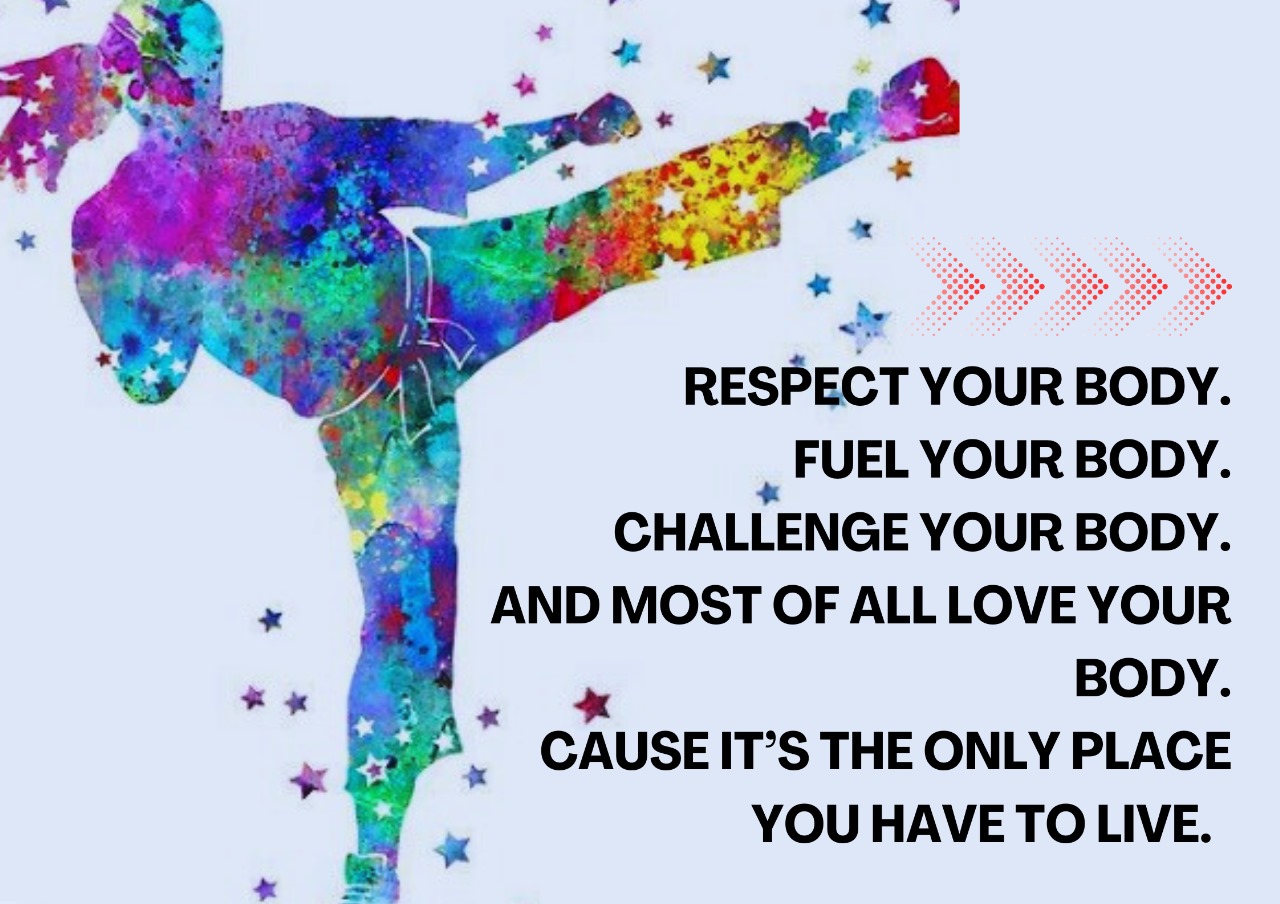 RESPECT YOUR BODY.
FUEL YOUR BODY.
CHALLENGE YOUR BODY.
AND MOST OF ALL LOVE YOUR
BODY.
CAUSE IT’S THE ONLY PLACE
YOU HAVE TO LIVE.